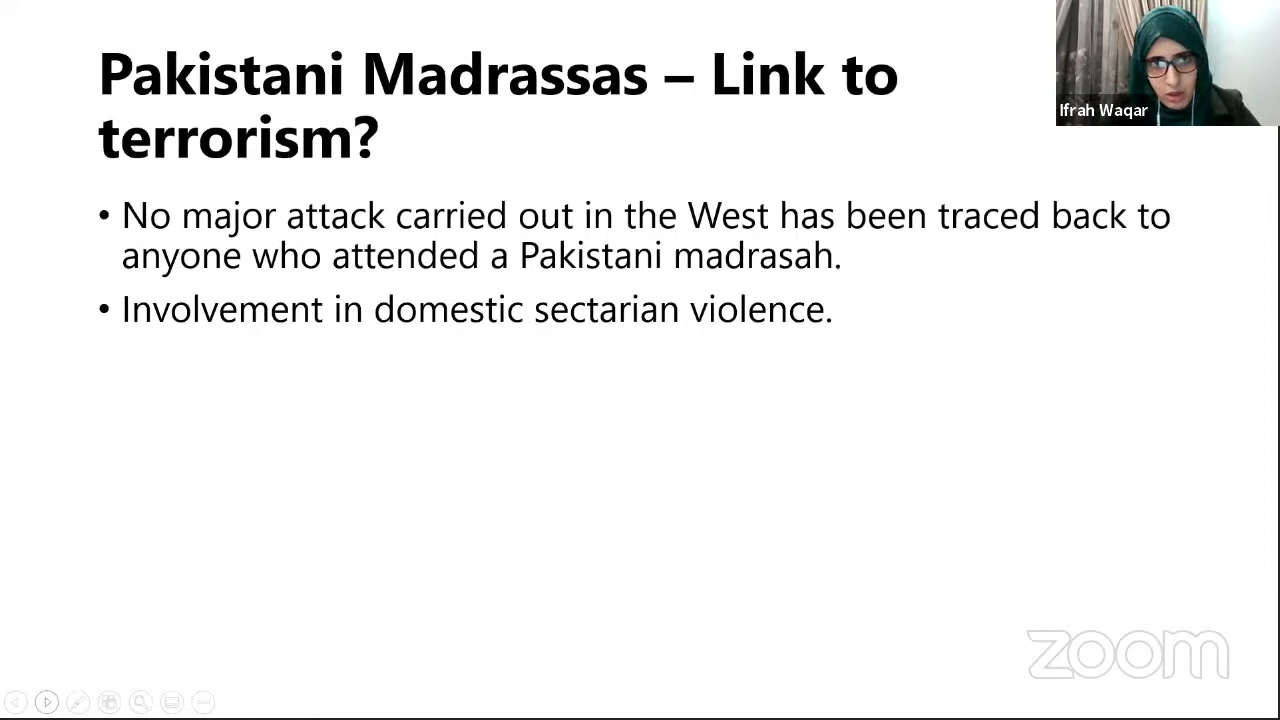 Pakistani Madrassas – Link to
terrorism?
• No major attack carried out in the West has been traced back to
anyone who attended a Pakistani madrasah.
• Involvement in domestic sectarian violence.
Ifrah Waqar
zoom